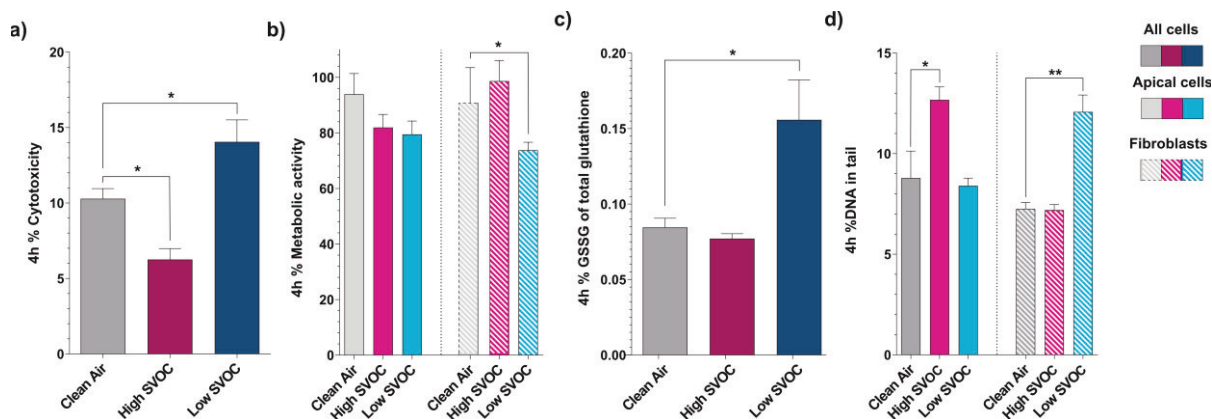 a)
4h % Cytotoxicity
20
15
10
5
0
*
*
Clean Air
High SVOC
Low SVOC
b)
4h % Metabolic activity
100
80
60
40
20
0
*
Clean Air
High SVOC
Low SVOC
Clean Air
High SVOC
Low SVOC
c)
4h % GSSG of total glutathione
0.20
0.15
0.10
0.05
0.00
*
Clean Air
High SVOC
Low SVOC
d)
4h %DNA in tail
15
10
5
0
*
**
Clean Air
High SVOC
Low SVOC
Clean Air
High SVOC
Low SVOC
All cells
Apical cells
Fibroblasts